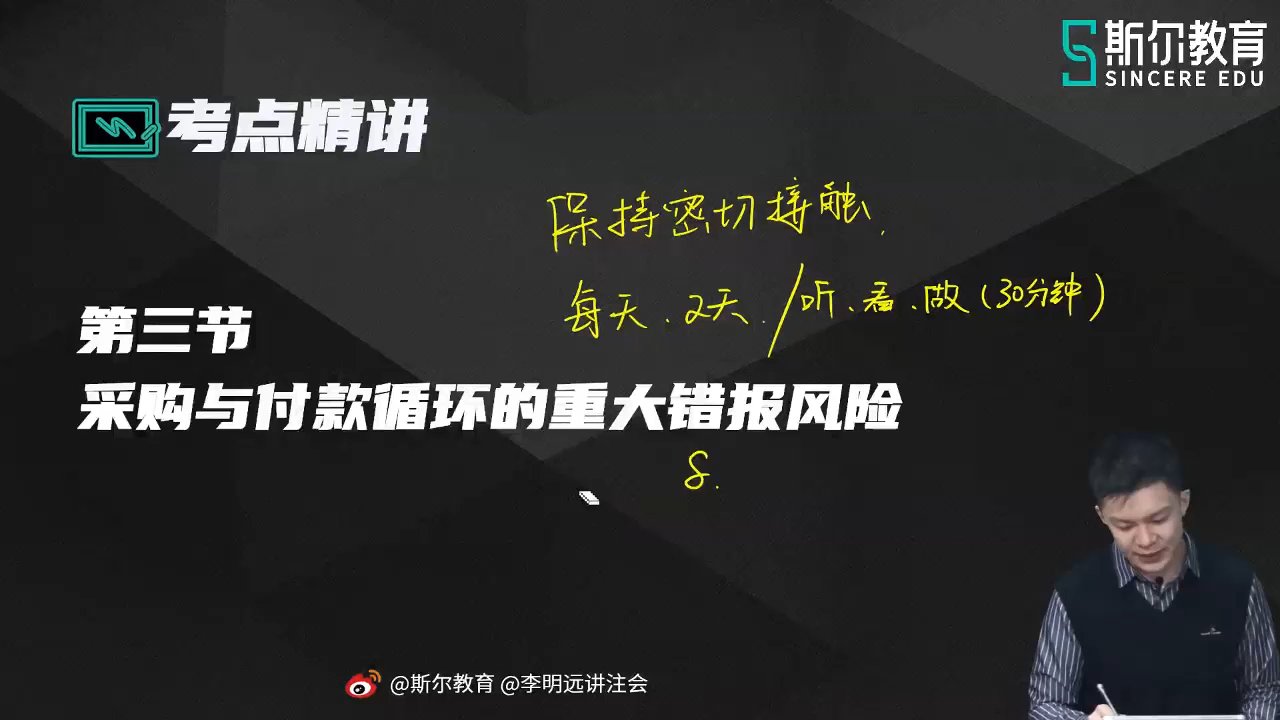 斯尔教育
SINCERE EDU
考点精讲
保持密切接触.
每天、2天、/听、看、做(30分钟)
第三节
采购与付款循环的重大错报风险
8.
@斯尔教育 @李明远讲注会